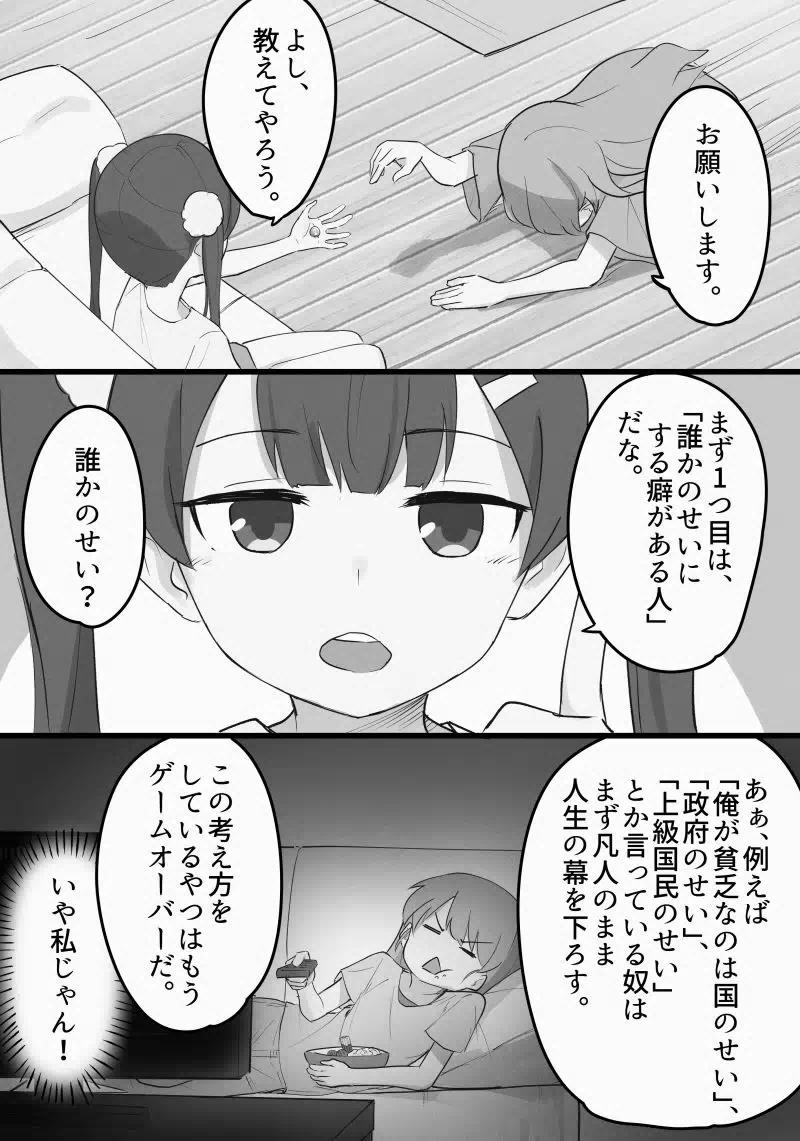 お願いします。
よし、
教えてやろう。
まず1つ目は、
「誰かのせいに
する癖がある人」
だな。
誰かのせい？
あぁ、例えば
「俺が貧乏なのは国のせい」、
「政府のせい」、
「上級国民のせい」
とか言っている奴は
まず凡人のまま
人生の幕を下ろす。
この考え方を
しているやつはもう
ゲームオーバーだ。
いや私じゃん！